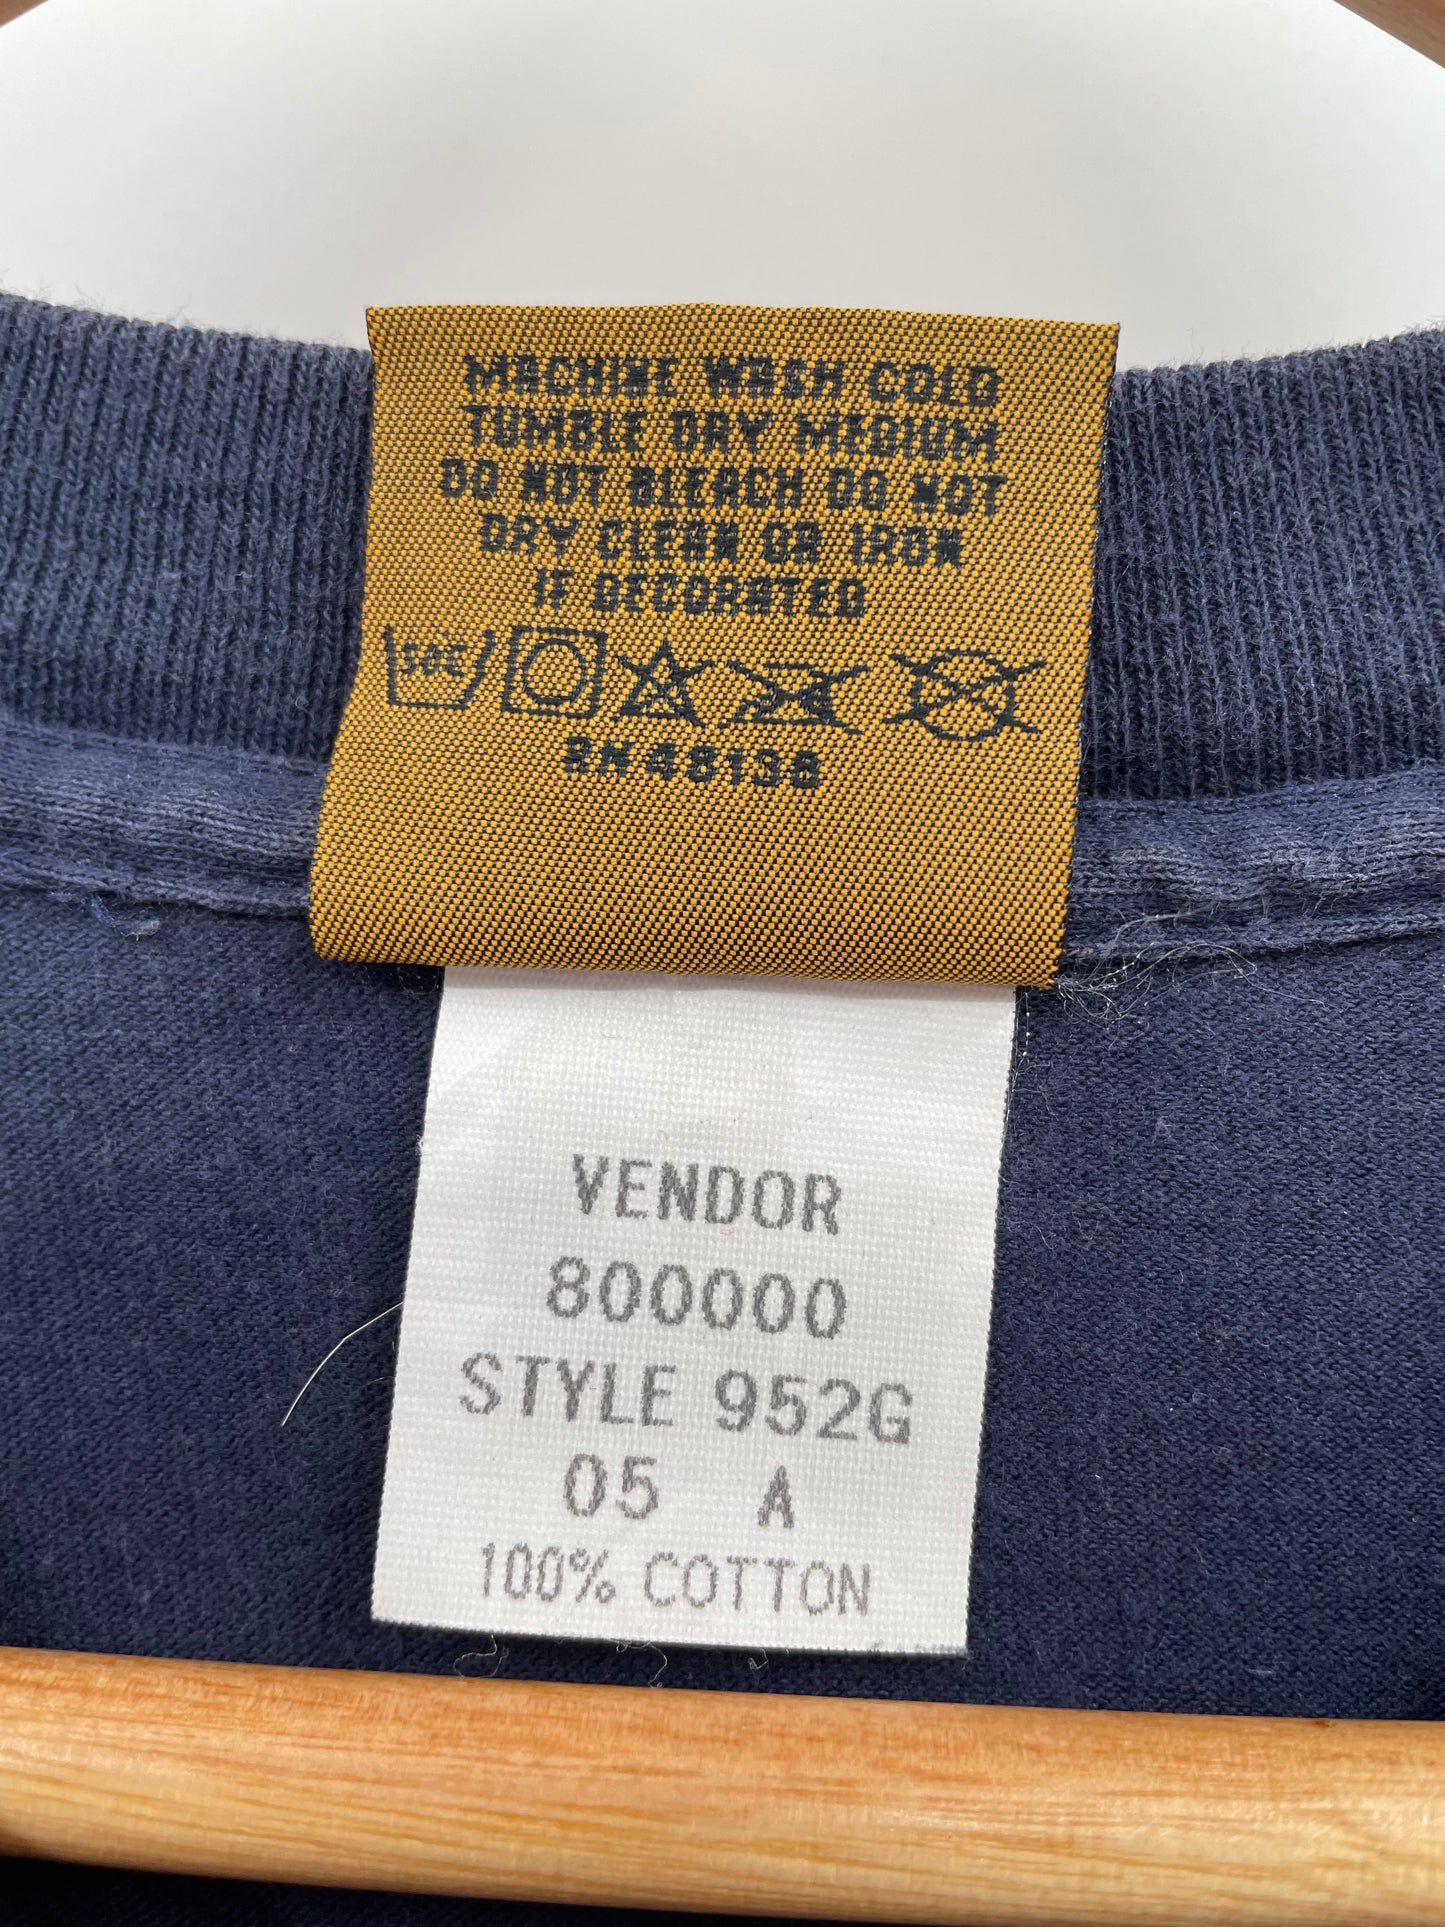 MACHINE WASH COLD
TUMBLE DRY MEDIUM
DO NOT BLEACH DO NOT
DRY CLEAN OR IRON
IF DECORATED
30C
RN48136
VENDOR
800000
STYLE 952G
05 A
100% COTTON